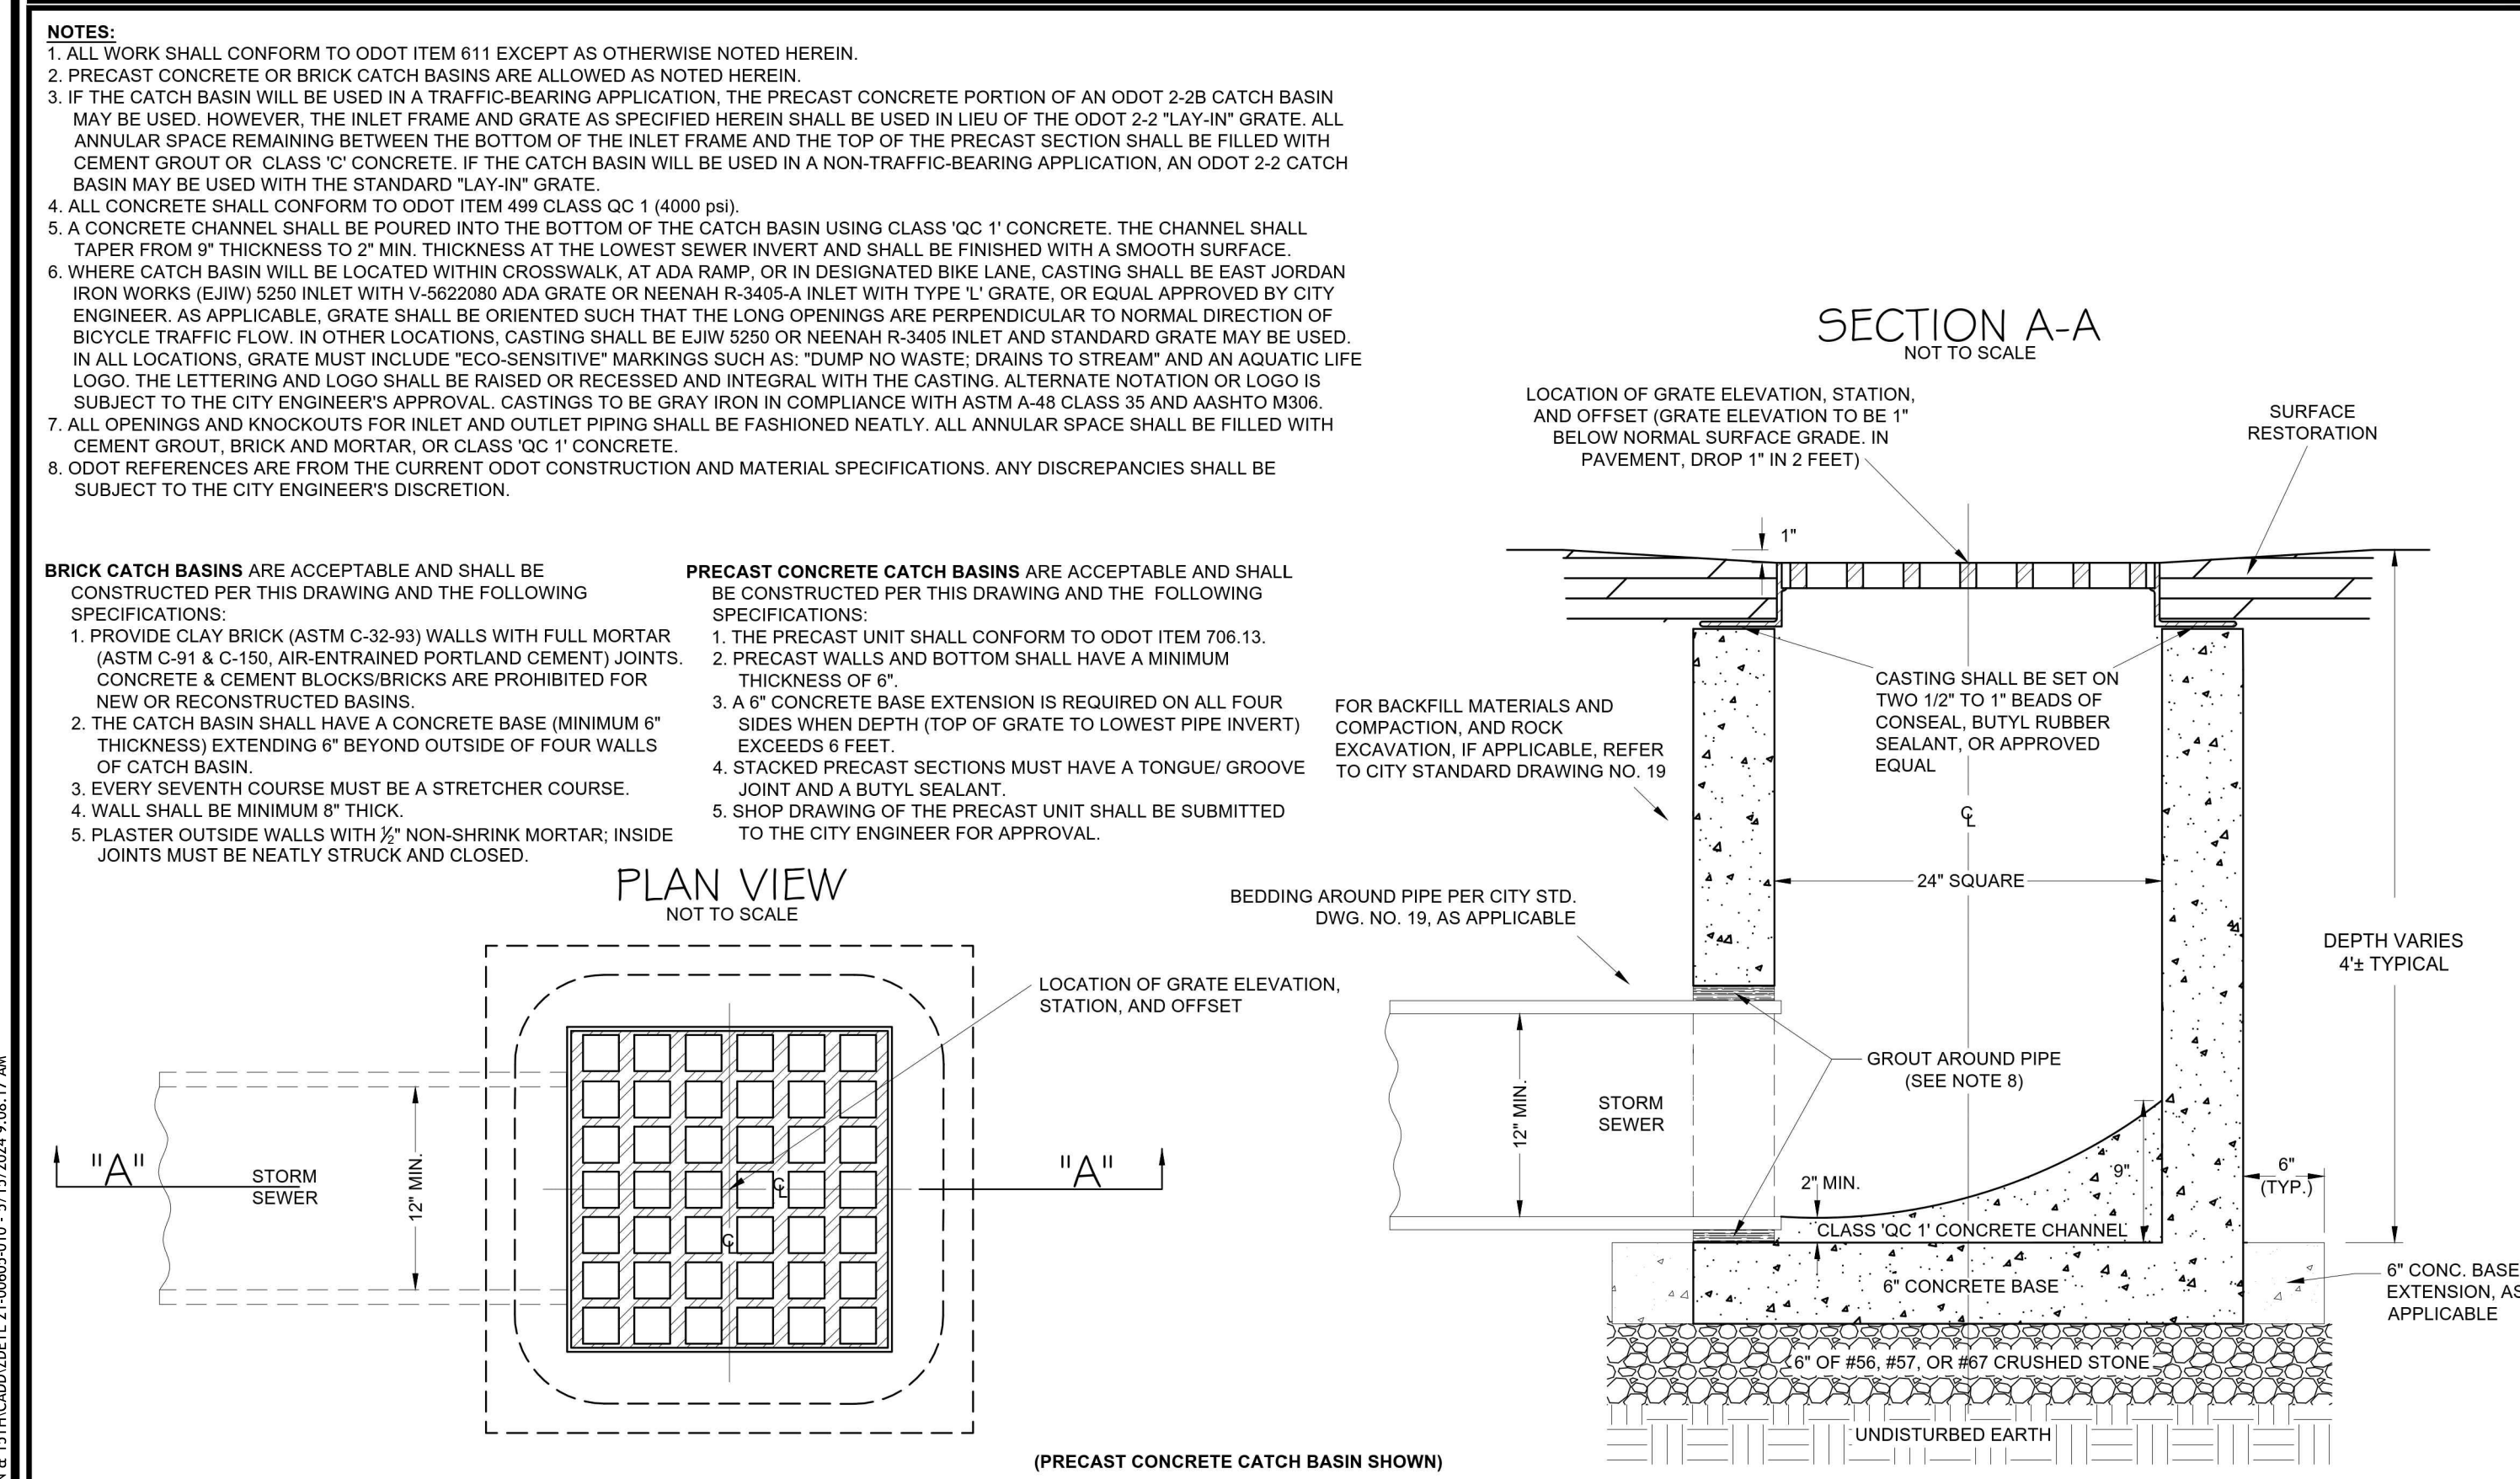 NOTES:
1. ALL WORK SHALL CONFORM TO ODOT ITEM 611 EXCEPT AS OTHERWISE NOTED HEREIN.
2. PRECAST CONCRETE OR BRICK CATCH BASINS ARE ALLOWED AS NOTED HEREIN.
3. IF THE CATCH BASIN WILL BE USED IN A TRAFFIC-BEARING APPLICATION, THE PRECAST CONCRETE PORTION OF AN ODOT 2-2B CATCH BASIN
MAY BE USED. HOWEVER, THE INLET FRAME AND GRATE AS SPECIFIED HEREIN SHALL BE USED IN LIEU OF THE ODOT 2-2 "LAY-IN" GRATE. ALL
ANNULAR SPACE REMAINING BETWEEN THE BOTTOM OF THE INLET FRAME AND THE TOP OF THE PRECAST SECTION SHALL BE FILLED WITH
CEMENT GROUT OR CLASS 'C' CONCRETE. IF THE CATCH BASIN WILL BE USED IN A NON-TRAFFIC-BEARING APPLICATION, AN ODOT 2-2 CATCH
BASIN MAY BE USED WITH THE STANDARD "LAY-IN" GRATE.
4. ALL CONCRETE SHALL CONFORM TO ODOT ITEM 499 CLASS QC 1 (4000 psi).
5. A CONCRETE CHANNEL SHALL BE POURED INTO THE BOTTOM OF THE CATCH BASIN USING CLASS 'QC 1' CONCRETE. THE CHANNEL SHALL
TAPER FROM 9" THICKNESS TO 2" MIN. THICKNESS AT THE LOWEST SEWER INVERT AND SHALL BE FINISHED WITH A SMOOTH SURFACE.
6. WHERE CATCH BASIN WILL BE LOCATED WITHIN CROSSWALK, AT ADA RAMP, OR IN DESIGNATED BIKE LANE, CASTING SHALL BE EAST JORDAN
IRON WORKS (EJIW) 5250 INLET WITH V-5622080 ADA GRATE OR NEENAH R-3405-A INLET WITH TYPE 'L' GRATE, OR EQUAL APPROVED BY CITY
ENGINEER. AS APPLICABLE, GRATE SHALL BE ORIENTED SUCH THAT THE LONG OPENINGS ARE PERPENDICULAR TO NORMAL DIRECTION OF
BICYCLE TRAFFIC FLOW. IN OTHER LOCATIONS, CASTING SHALL BE EJIW 5250 OR NEENAH R-3405 INLET AND STANDARD GRATE MAY BE USED.
IN ALL LOCATIONS, GRATE MUST INCLUDE "ECO-SENSITIVE" MARKINGS SUCH AS: "DUMP NO WASTE; DRAINS TO STREAM" AND AN AQUATIC LIFE
LOGO. THE LETTERING AND LOGO SHALL BE RAISED OR RECESSED AND INTEGRAL WITH THE CASTING. ALTERNATE NOTATION OR LOGO IS
SUBJECT TO THE CITY ENGINEER'S APPROVAL. CASTINGS TO BE GRAY IRON IN COMPLIANCE WITH ASTM A-48 CLASS 35 AND AASHTO M306.
7. ALL OPENINGS AND KNOCKOUTS FOR INLET AND OUTLET PIPING SHALL BE FASHIONED NEATLY. ALL ANNULAR SPACE SHALL BE FILLED WITH
CEMENT GROUT, BRICK AND MORTAR, OR CLASS 'QC 1' CONCRETE.
8. ODOT REFERENCES ARE FROM THE CURRENT ODOT CONSTRUCTION AND MATERIAL SPECIFICATIONS. ANY DISCREPANCIES SHALL BE
SUBJECT TO THE CITY ENGINEER'S DISCRETION.
BRICK CATCH BASINS ARE ACCEPTABLE AND SHALL BE
CONSTRUCTED PER THIS DRAWING AND THE FOLLOWING
SPECIFICATIONS:
1. PROVIDE CLAY BRICK (ASTM C-32-93) WALLS WITH FULL MORTAR
(ASTM C-91 & C-150, AIR-ENTRAINED PORTLAND CEMENT) JOINTS.
CONCRETE & CEMENT BLOCKS/BRICKS ARE PROHIBITED FOR
NEW OR RECONSTRUCTED BASINS.
2. THE CATCH BASIN SHALL HAVE A CONCRETE BASE (MINIMUM 6"
THICKNESS) EXTENDING 6" BEYOND OUTSIDE OF FOUR WALLS
OF CATCH BASIN.
3. EVERY SEVENTH COURSE MUST BE A STRETCHER COURSE.
4. WALL SHALL BE MINIMUM 8" THICK.
5. PLASTER OUTSIDE WALLS WITH ½" NON-SHRINK MORTAR; INSIDE
JOINTS MUST BE NEATLY STRUCK AND CLOSED.
PRECAST CONCRETE CATCH BASINS ARE ACCEPTABLE AND SHALL
BE CONSTRUCTED PER THIS DRAWING AND THE FOLLOWING
SPECIFICATIONS:
1. THE PRECAST UNIT SHALL CONFORM TO ODOT ITEM 706.13.
2. PRECAST WALLS AND BOTTOM SHALL HAVE A MINIMUM
THICKNESS OF 6".
3. A 6" CONCRETE BASE EXTENSION IS REQUIRED ON ALL FOUR
SIDES WHEN DEPTH (TOP OF GRATE TO LOWEST PIPE INVERT)
EXCEEDS 6 FEET.
4. STACKED PRECAST SECTIONS MUST HAVE A TONGUE/ GROOVE
JOINT AND A BUTYL SEALANT.
5. SHOP DRAWING OF THE PRECAST UNIT SHALL BE SUBMITTED
TO THE CITY ENGINEER FOR APPROVAL.
PLAN VIEW
NOT TO SCALE
LOCATION OF GRATE ELEVATION,
STATION, AND OFFSET
"A"
STORM
SEWER
12" MIN.
℄
℄
"A"
(PRECAST CONCRETE CATCH BASIN SHOWN)
SECTION A-A
NOT TO SCALE
LOCATION OF GRATE ELEVATION, STATION,
AND OFFSET (GRATE ELEVATION TO BE 1"
BELOW NORMAL SURFACE GRADE. IN
PAVEMENT, DROP 1" IN 2 FEET)
SURFACE
RESTORATION
1"
CASTING SHALL BE SET ON
TWO 1/2" TO 1" BEADS OF
CONSEAL, BUTYL RUBBER
SEALANT, OR APPROVED
EQUAL
FOR BACKFILL MATERIALS AND
COMPACTION, AND ROCK
EXCAVATION, IF APPLICABLE, REFER
TO CITY STANDARD DRAWING NO. 19
℄
24" SQUARE
BEDDING AROUND PIPE PER CITY STD.
DWG. NO. 19, AS APPLICABLE
DEPTH VARIES
4'± TYPICAL
GROUT AROUND PIPE
(SEE NOTE 8)
12" MIN.
STORM
SEWER
2" MIN.
9"
6"
(TYP.)
CLASS 'QC 1' CONCRETE CHANNEL
6" CONCRETE BASE
6" CONC. BASE
EXTENSION, AS
APPLICABLE
6" OF #56, #57, OR #67 CRUSHED STONE
UNDISTURBED EARTH